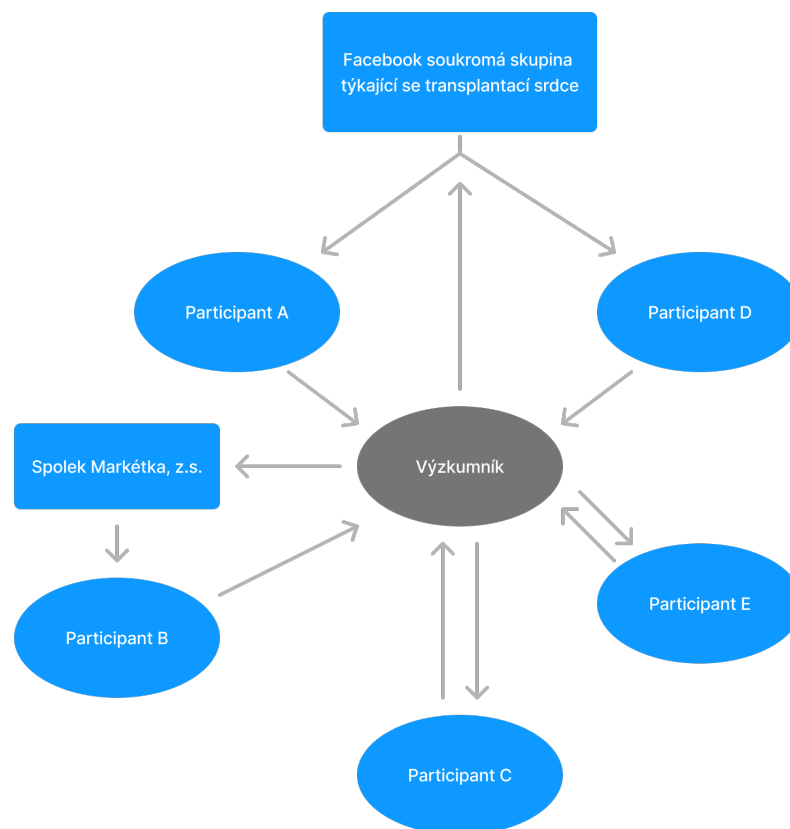 Facebook soukromá skupina
týkající se transplantací srdce
Participant A
Participant D
Spolek Markétka, z.s.
Výzkumník
Participant E
Participant B
Participant C